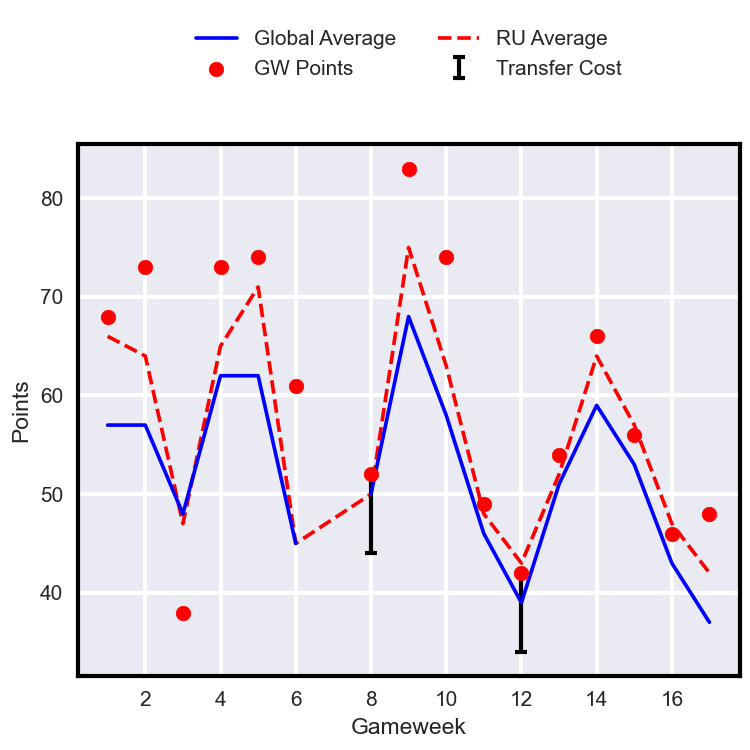 Global Average RU Average
GW Points Transfer Cost
80
70
60
50
40
Points
2 4 6 8 10 12 14 16
Gameweek